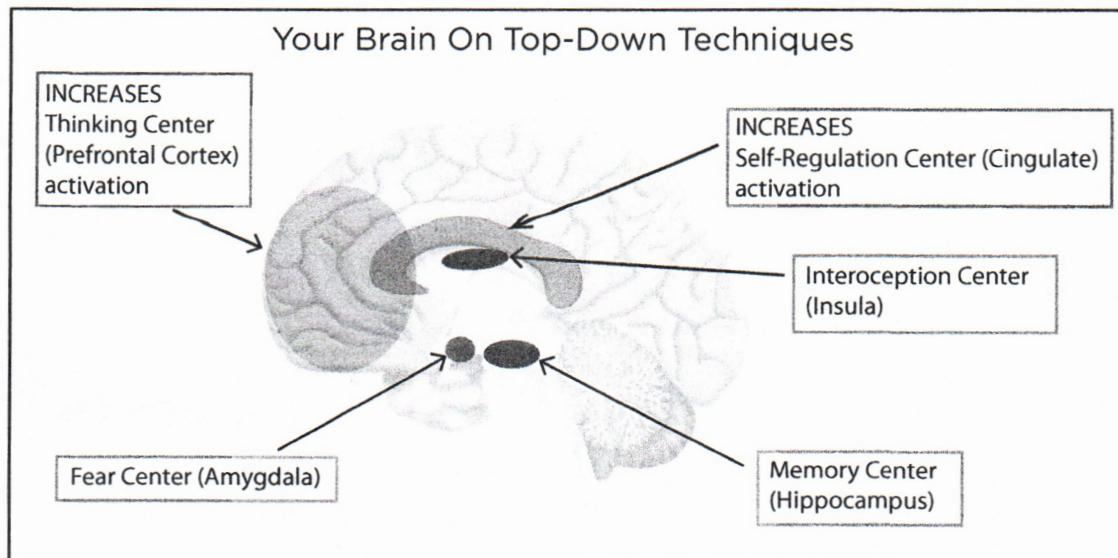 Your Brain On Top-Down Techniques
INCREASES
Thinking Center
(Prefrontal Cortex)
activation
INCREASES
Self-Regulation Center (Cingulate)
activation
Interoception Center
(Insula)
Fear Center (Amygdala)
Memory Center
(Hippocampus)